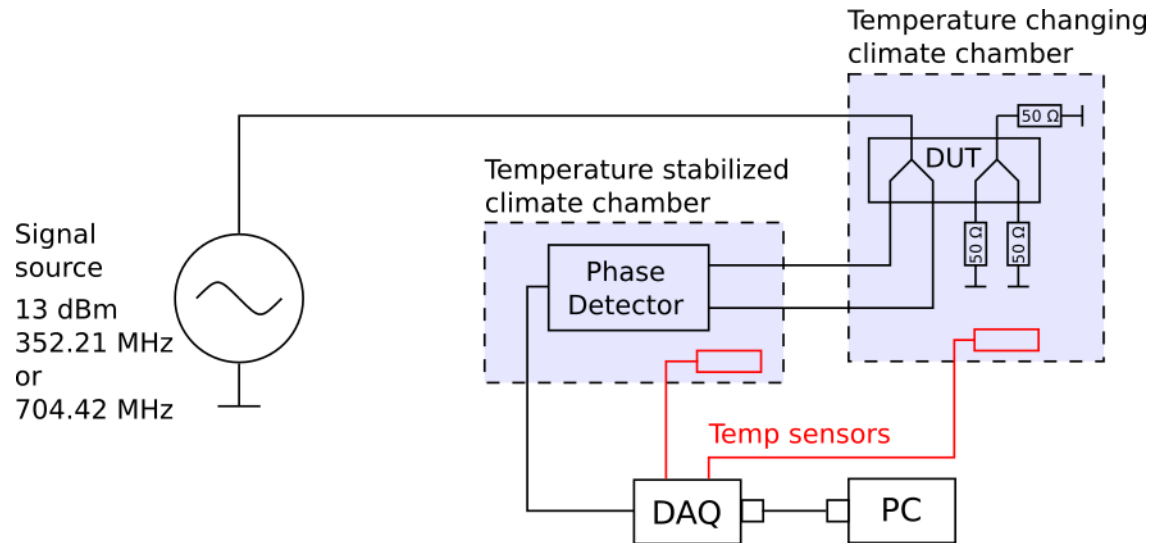 Temperature changing
climate chamber
50 Ω
DUT
Temperature stabilized
climate chamber
50 Ω
50 Ω
Signal
source
13 dBm
352.21 MHz
or
704.42 MHz
Phase
Detector
Temp sensors
DAQ
PC